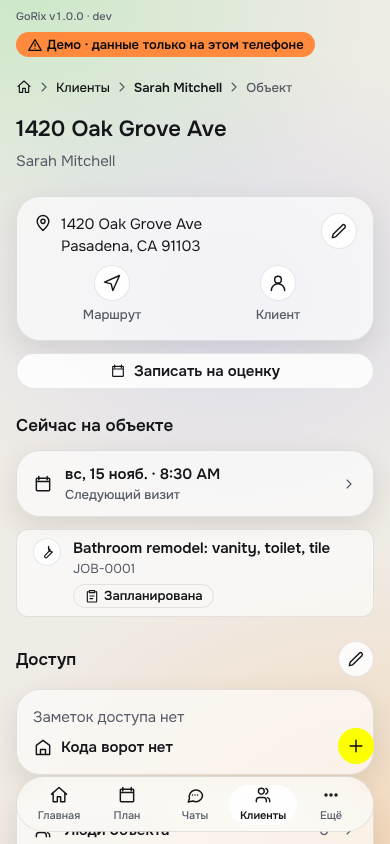 GoRix v1.0.0 · dev
Демо · данные только на этом телефоне
Клиенты > Sarah Mitchell > Объект
1420 Oak Grove Ave
Sarah Mitchell
1420 Oak Grove Ave
Pasadena, CA 91103
Маршрут Клиент
Записать на оценку
Сейчас на объекте
вс, 15 нояб. · 8:30 AM
Следующий визит
Bathroom remodel: vanity, toilet, tile
JOB-0001
Запланирована
Доступ
Заметок доступа нет
Кода ворот нет
Главная План Чаты Клиенты Ещё
Люди объекта